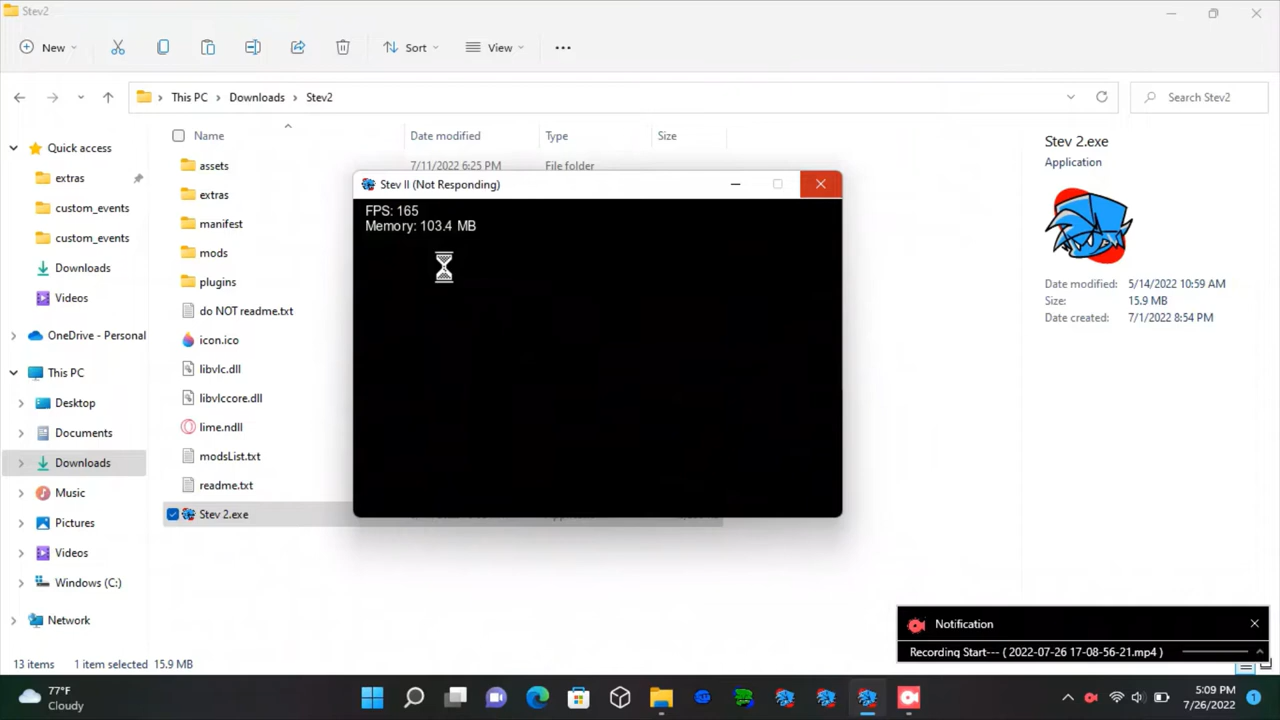 Stev2
New
Sort
View
This PC
Downloads
Stev2
Search Stev2
Name
Date modified
Type
Size
Quick access
extras
custom_events
custom_events
Downloads
Videos
OneDrive - Personal
This PC
Desktop
Documents
Downloads
Music
Pictures
Videos
Windows (C:)
Network
assets
7/11/2022 6:25 PM
File folder
extras
manifest
mods
plugins
do NOT readme.txt
icon.ico
libvlc.dll
libvlccore.dll
lime.ndll
modsList.txt
readme.txt
Stev 2.exe
Stev II (Not Responding)
FPS: 165
Memory: 103.4 MB
Stev 2.exe
Application
Date modified: 5/14/2022 10:59 AM
Size: 15.9 MB
Date created: 7/1/2022 8:54 PM
Notification
Recording Start--- ( 2022-07-26 17-08-56-21.mp4 )
13 items 1 item selected 15.9 MB
77°F
Cloudy
5:09 PM
7/26/2022
1